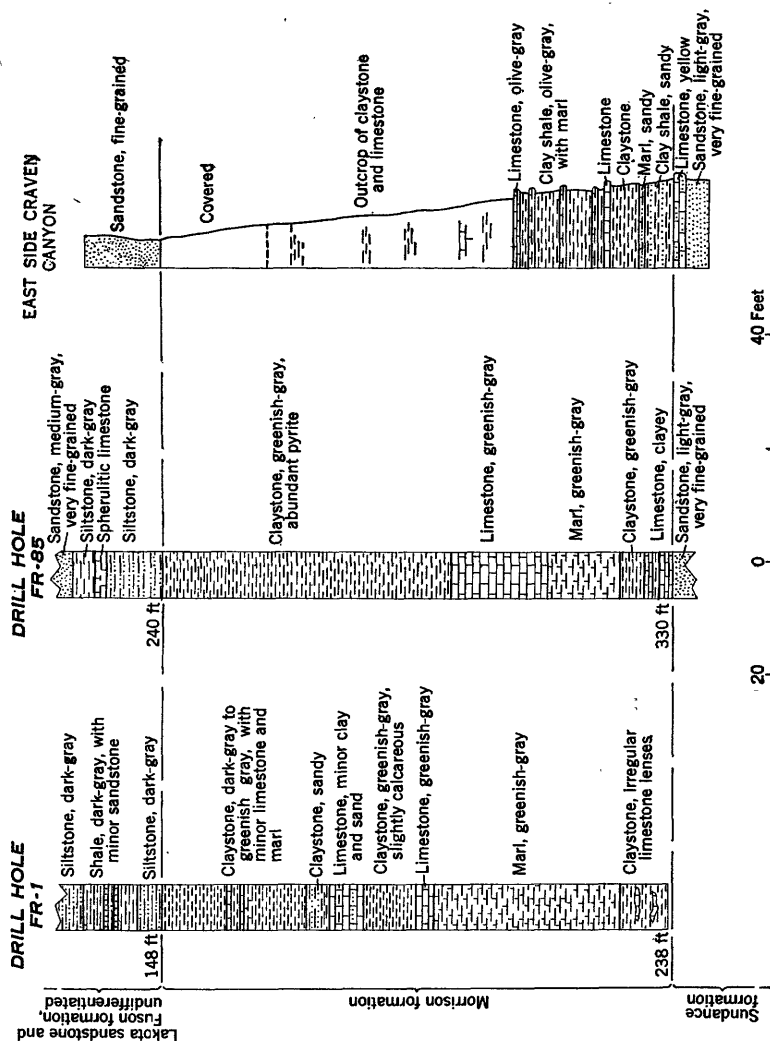 DRILL HOLE
FR-1
Siltstone, dark-gray
Shale, dark-gray, with
minor sandstone
Siltstone, dark-gray
148 ft
Claystone, dark-gray to
greenish gray, with
minor limestone and
marl
Claystone, sandy
Limestone, minor clay
and sand
Claystone, greenish-gray,
slightly calcareous
Limestone, greenish-gray
Marl, greenish-gray
Claystone, irregular
limestone lenses
238 ft
DRILL HOLE
FR-85
Sandstone, medium-gray,
very fine-grained
Siltstone, dark-gray
Spherulitic limestone
Siltstone, dark-gray
240 ft
Claystone, greenish-gray,
abundant pyrite
Limestone, greenish-gray
Marl, greenish-gray
Claystone, greenish-gray
Limestone, clayey
330 ft
Sandstone, light-gray,
very fine-grained
EAST SIDE CRAVEN
CANYON
Sandstone, fine-grained
Covered
Outcrop of claystone
and limestone
Limestone, olive-gray
Clay shale, olive-gray,
with marl
Limestone
Claystone
Marl, sandy
Clay shale, sandy
Limestone, yellow
Sandstone, light-gray,
very fine-grained
Lakota sandstone and
Fuson formation,
undifferentiated
Morrison formation
Sundance
formation
20
0
40 Feet